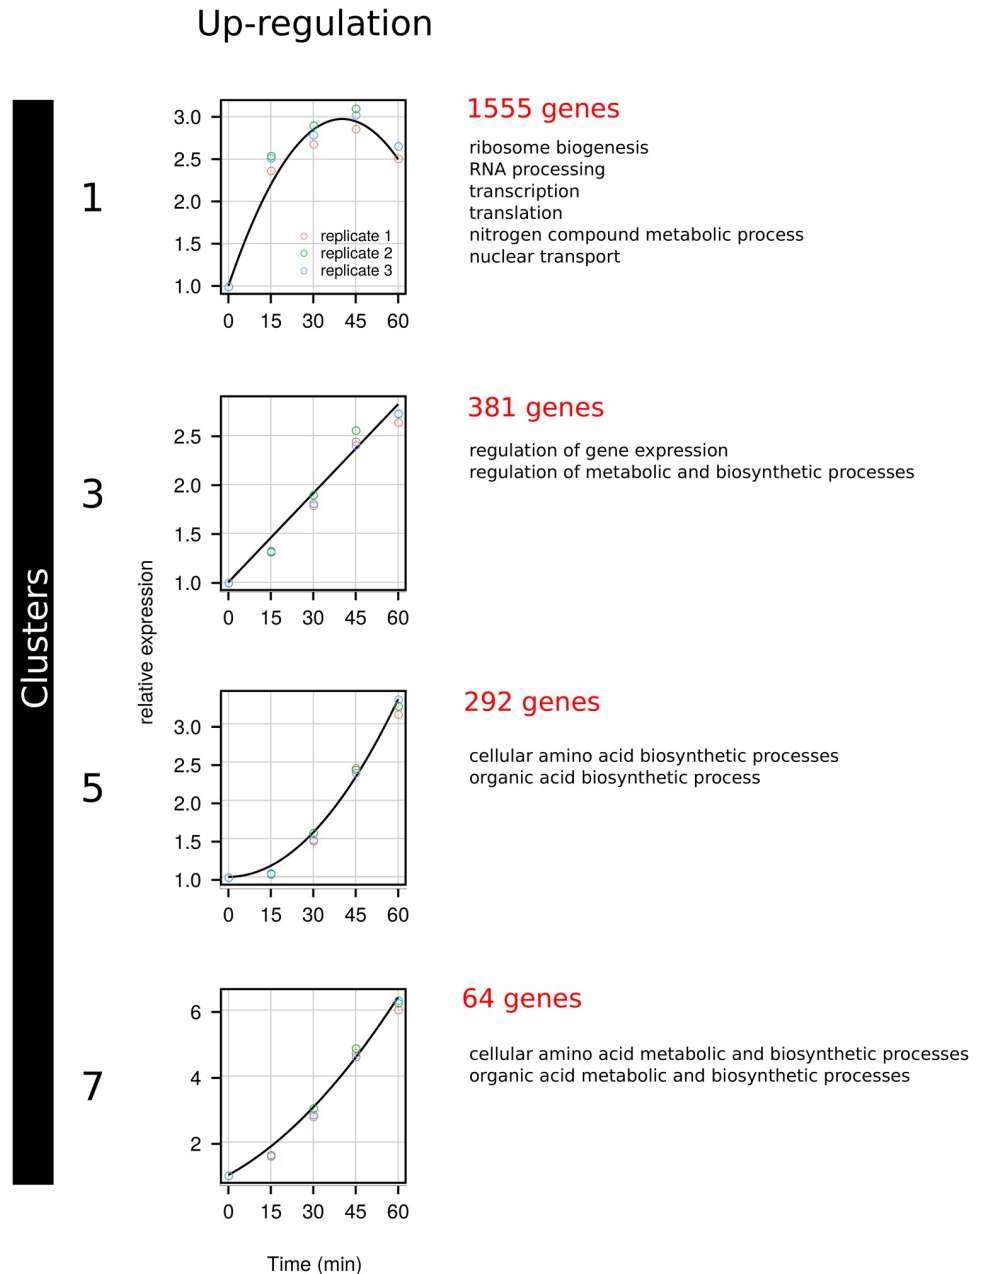 Up-regulation
Clusters
relative expression
1
3.0
2.5
2.0
1.5
1.0
replicate 1
replicate 2
replicate 3
0 15 30 45 60
1555 genes
ribosome biogenesis
RNA processing
transcription
translation
nitrogen compound metabolic process
nuclear transport
3
2.5
2.0
1.5
1.0
0 15 30 45 60
381 genes
regulation of gene expression
regulation of metabolic and biosynthetic processes
5
3.0
2.5
2.0
1.5
1.0
0 15 30 45 60
292 genes
cellular amino acid biosynthetic processes
organic acid biosynthetic process
7
6
4
2
0 15 30 45 60
64 genes
cellular amino acid metabolic and biosynthetic processes
organic acid metabolic and biosynthetic processes
Time (min)